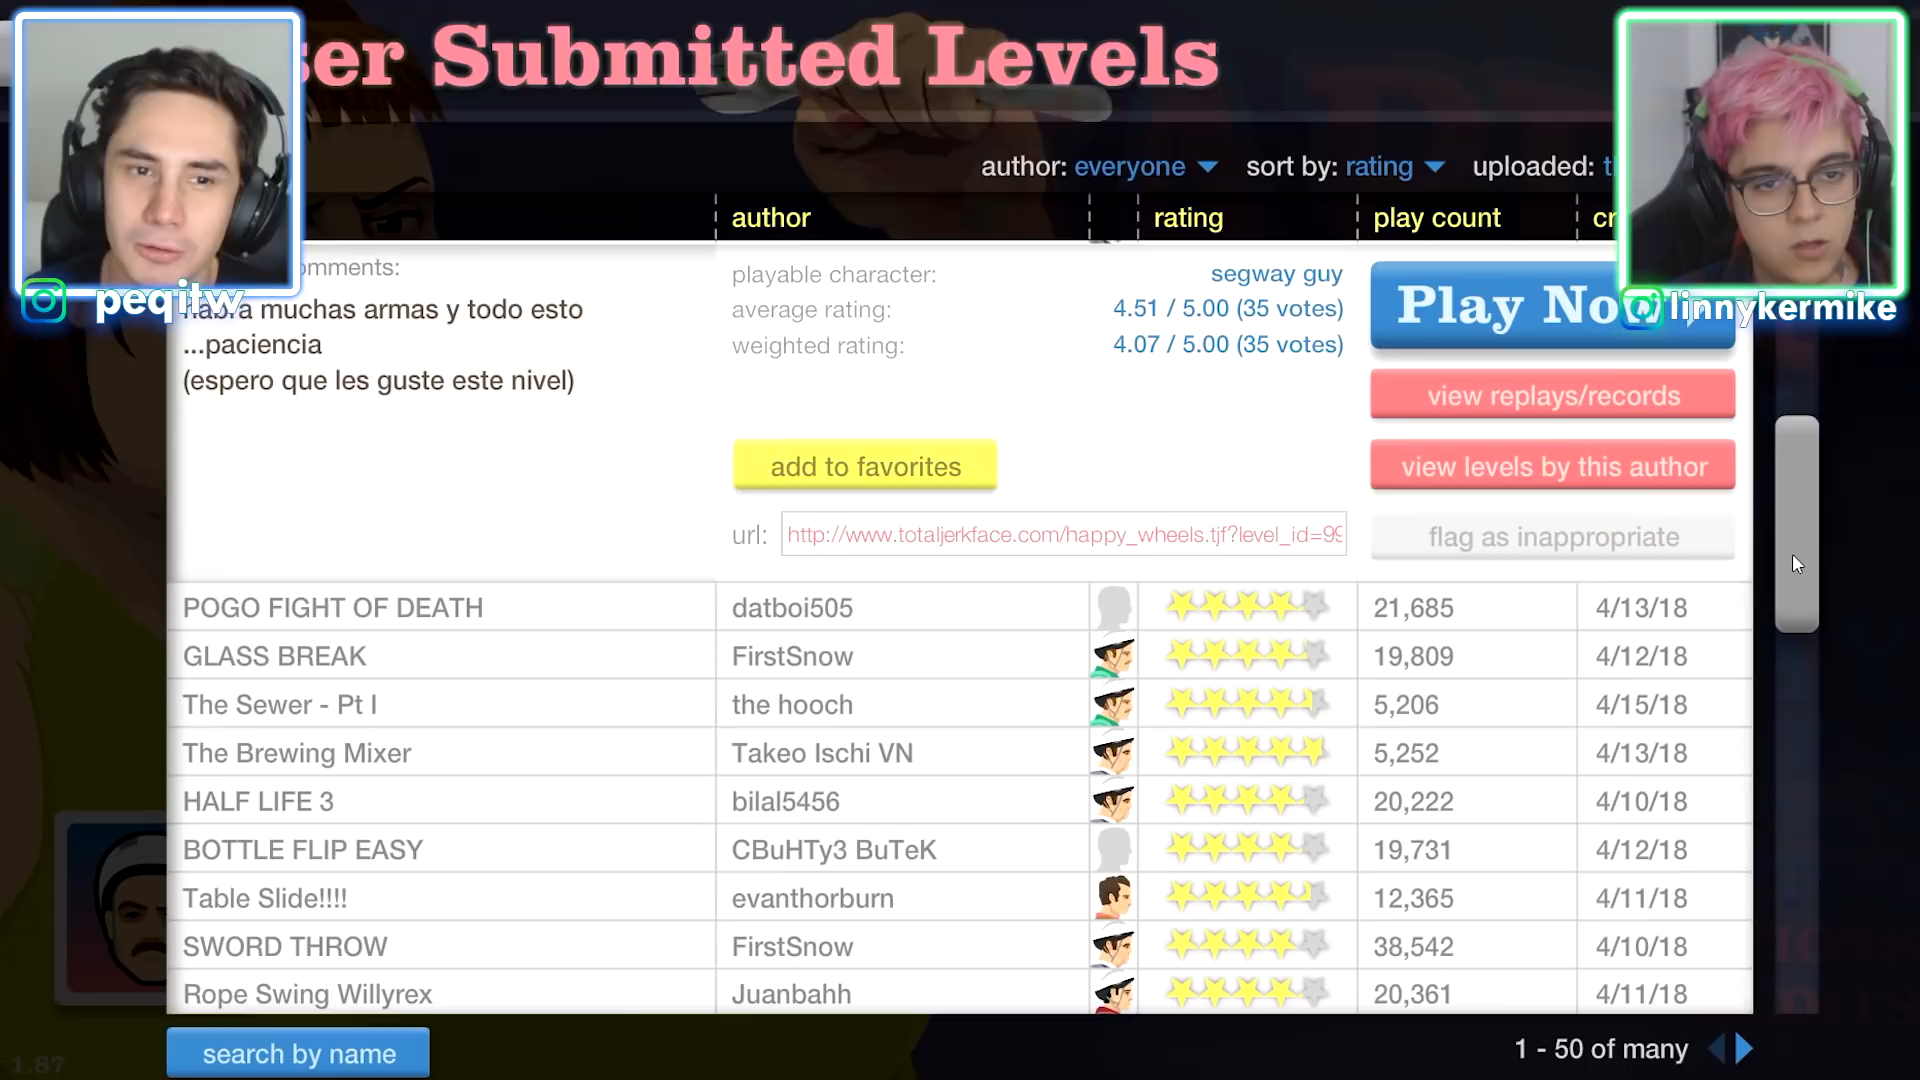 ser Submitted Levels
author: everyone sort by: rating uploaded:
author rating play count
omments:
muchas armas y todo esto
...paciencia
(espero que les guste este nivel)
playable character: segway guy
average rating: 4.51 / 5.00 (35 votes)
weighted rating: 4.07 / 5.00 (35 votes)
Play Now
peqitw
linnykermike
view replays/records
add to favorites
view levels by this author
url: http://www.totaljerkface.com/happy_wheels.tjf?level_id=99
flag as inappropriate
POGO FIGHT OF DEATH datboi505 21,685 4/13/18
GLASS BREAK FirstSnow 19,809 4/12/18
The Sewer - Pt I the hooch 5,206 4/15/18
The Brewing Mixer Takeo Ischi VN 5,252 4/13/18
HALF LIFE 3 bilal5456 20,222 4/10/18
BOTTLE FLIP EASY CBuHTy3 BuTeK 19,731 4/12/18
Table Slide!!!! evanthorburn 12,365 4/11/18
SWORD THROW FirstSnow 38,542 4/10/18
Rope Swing Willyrex Juanbahh 20,361 4/11/18
search by name
1 - 50 of many
1.87